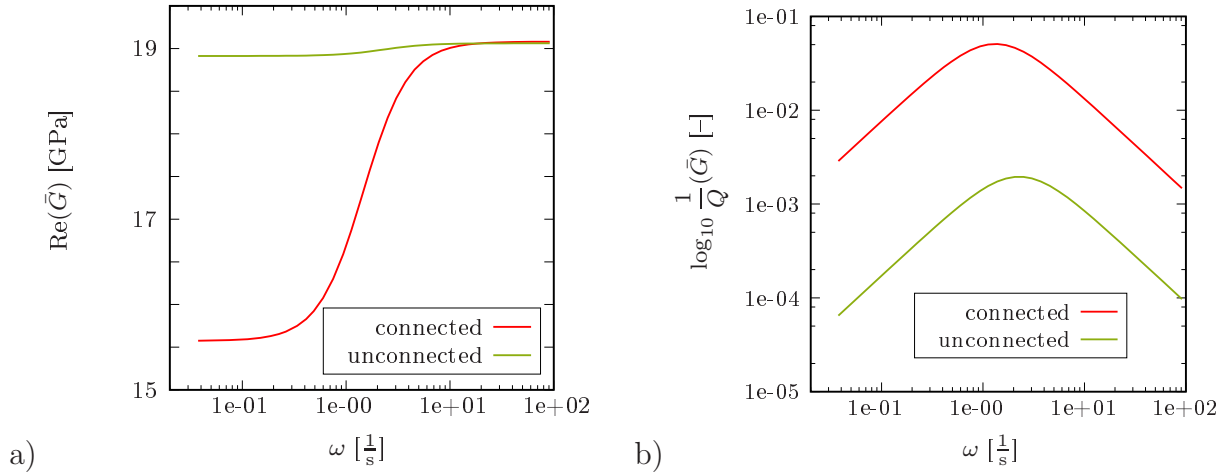 19
17
15
Re(Ḡ) [GPa]
connected
unconnected
1e-01 1e-00 1e+01 1e+02
ω [1/s]
a)
1e-01
1e-02
1e-03
1e-04
1e-05
log10 1/Q(Ḡ) [–]
connected
unconnected
1e-01 1e-00 1e+01 1e+02
ω [1/s]
b)